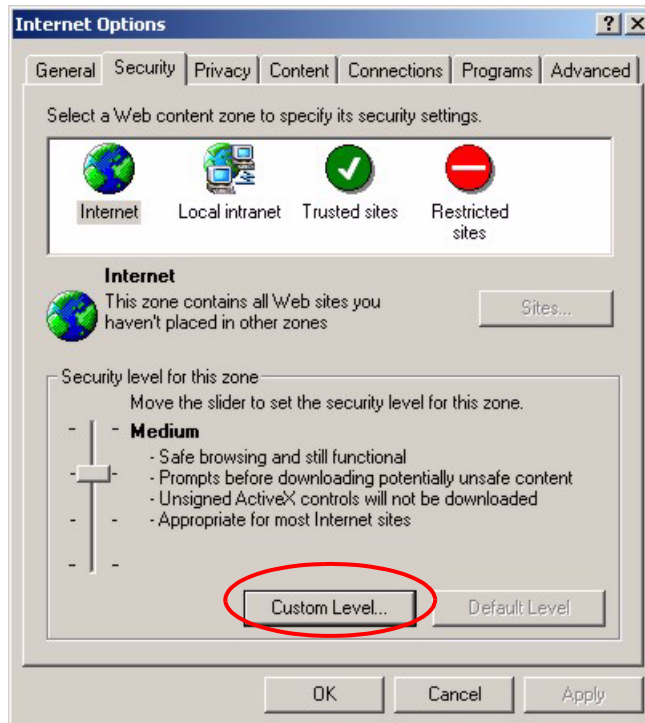 Internet Options
General Security Privacy Content Connections Programs Advanced
Select a Web content zone to specify its security settings.
Internet Local intranet Trusted sites Restricted
sites
Internet
This zone contains all Web sites you
haven't placed in other zones
Sites...
Security level for this zone
Move the slider to set the security level for this zone.
Medium
- Safe browsing and still functional
- Prompts before downloading potentially unsafe content
- Unsigned ActiveX controls will not be downloaded
- Appropriate for most Internet sites
Custom Level... Default Level
OK Cancel Apply